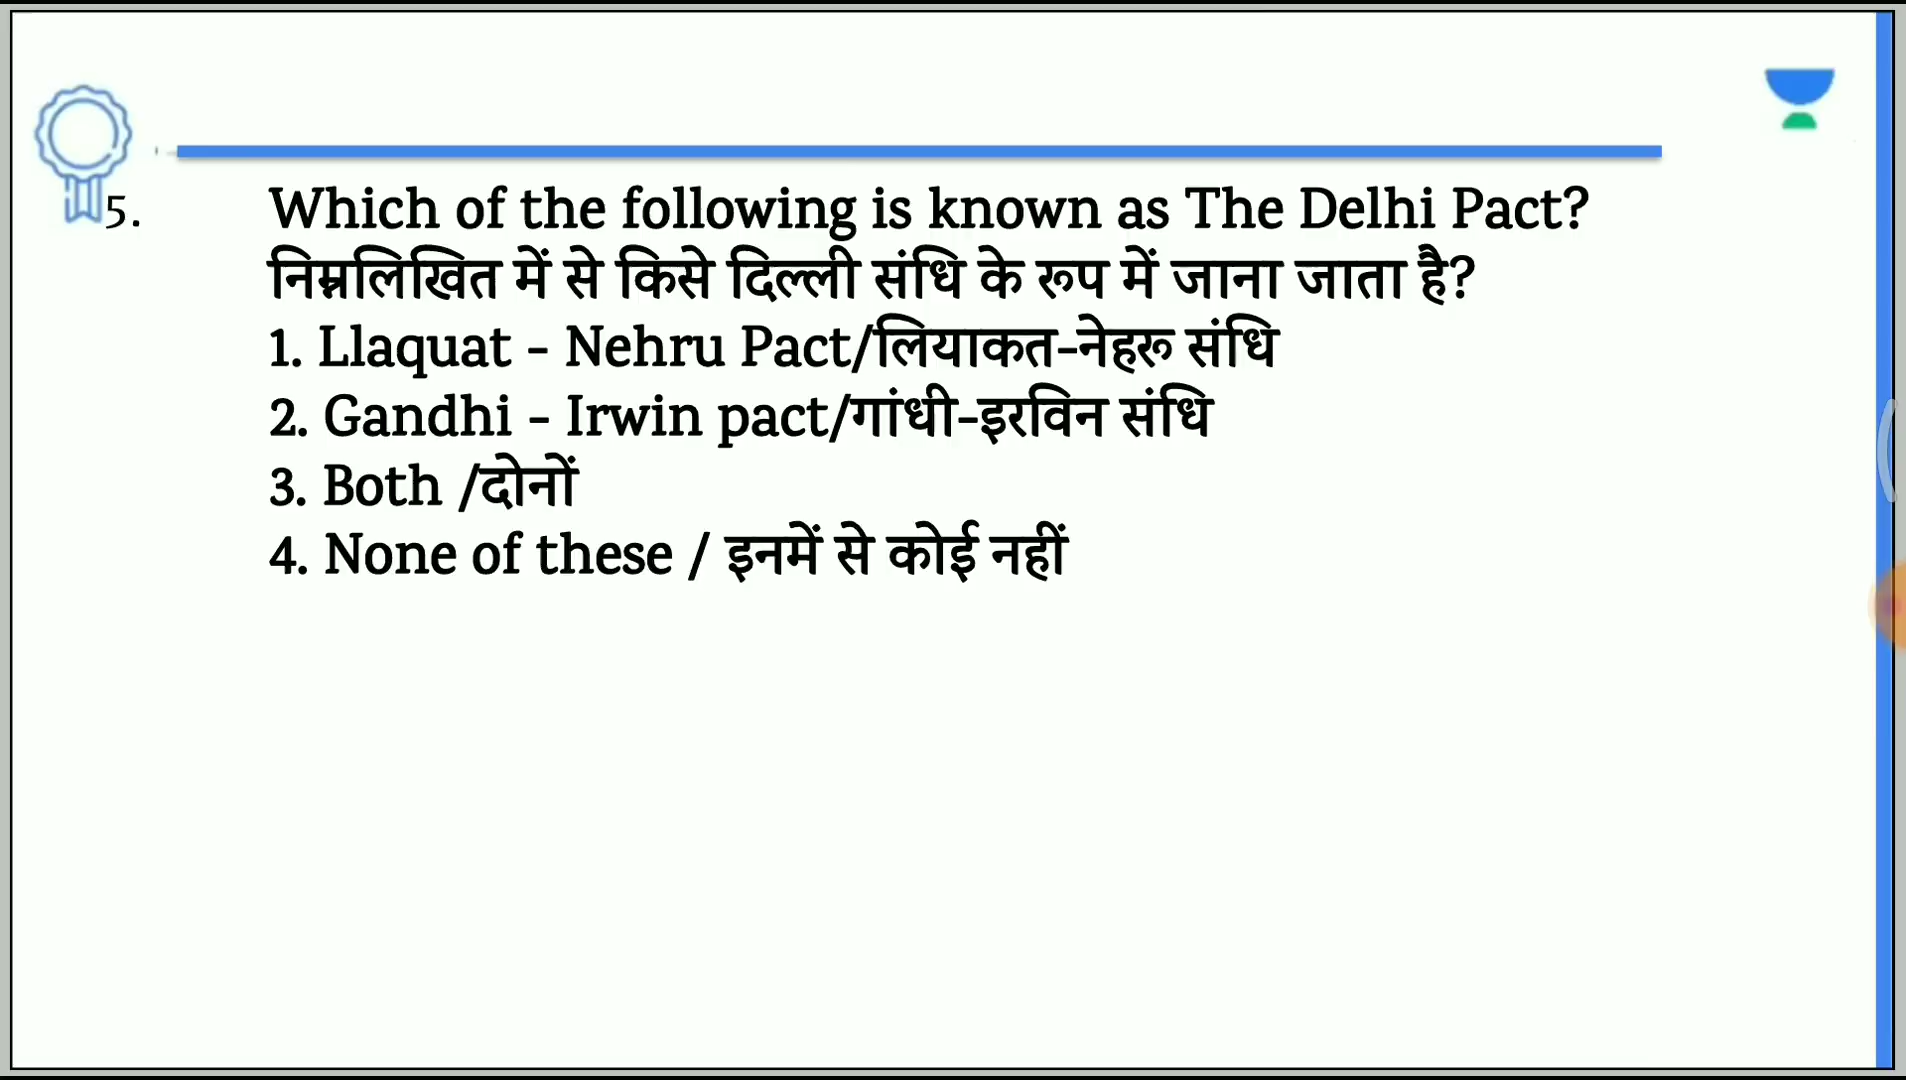 5. Which of the following is known as The Delhi Pact?
निम्नलिखित में से किसे दिल्ली संधि के रूप में जाना जाता है?
1. Llaquat - Nehru Pact/लियाकत-नेहरू संधि
2. Gandhi - Irwin pact/गांधी-इरविन संधि
3. Both /दोनों
4. None of these / इनमें से कोई नहीं